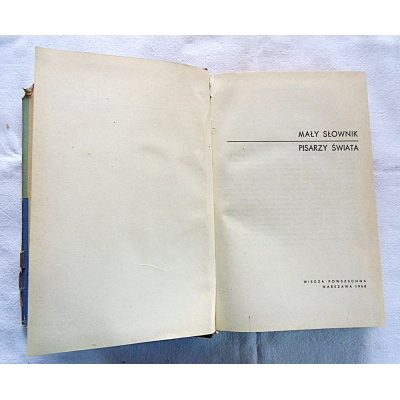 MAŁY SŁOWNIK
PISARZY ŚWIATA
WIEDZA POWSZECHNA
WARSZAWA 1968